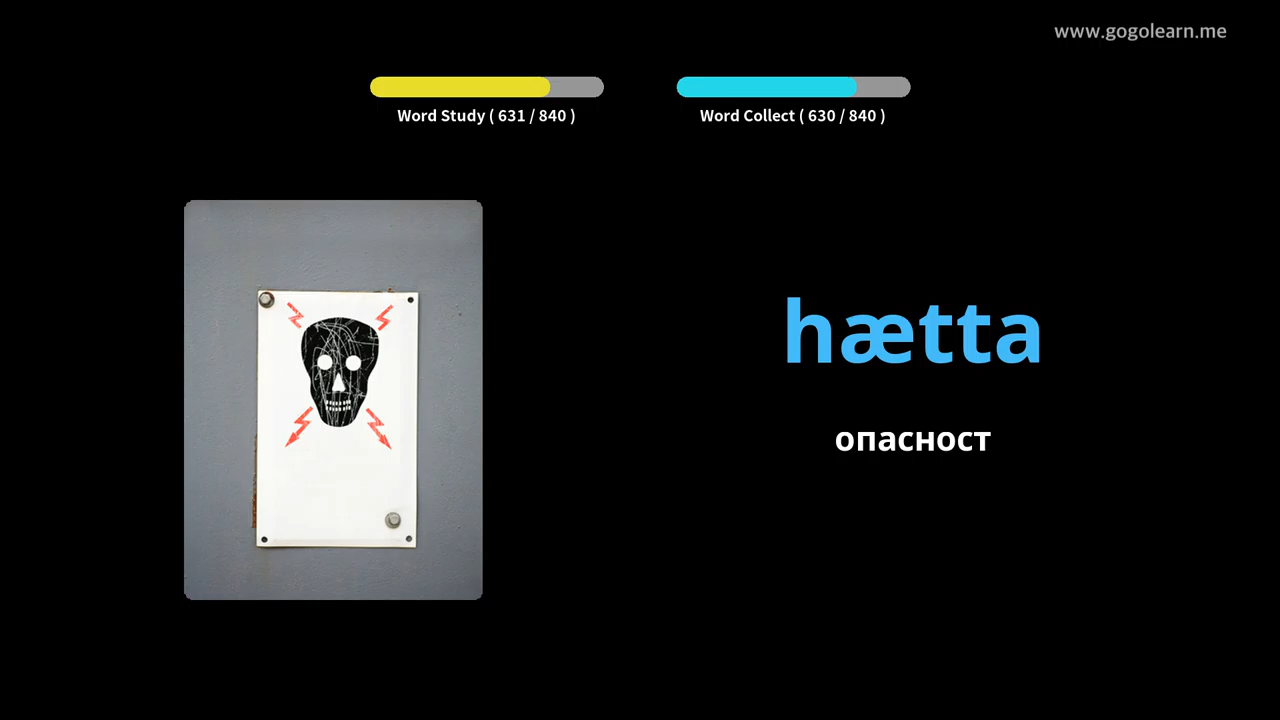 www.gogolearn.me
Word Study ( 631 / 840 )
Word Collect ( 630 / 840 )
hætta
опасност